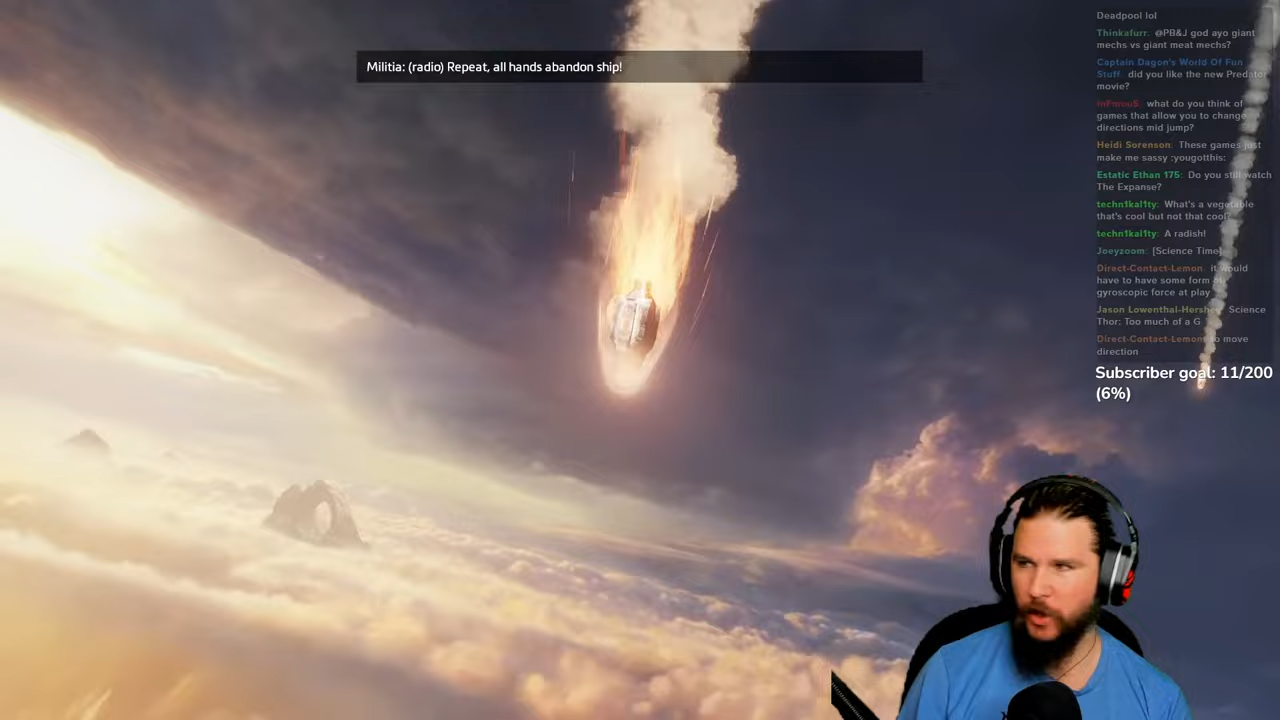 Militia: (radio) Repeat, all hands abandon ship!
Deadpool lol
Thinkafurr: @PB&J god ayo giant
mechs vs giant meat mechs?
Captain Dagon's World Of Fun
Stuff: did you like the new Predator
movie?
InFamouS: what do you think of
games that allow you to change
directions mid jump?
Heidi Sorenson: These games just
make me sassy :yougotthis:
Estatic Ethan 175: Do you still watch
The Expanse?
techn1kal1ty: What's a vegetable
that's cool but not that cool?
techn1kal1ty: A radish!
Joeyzoom: [Science Time]
Direct-Contact-Lemon: it would
have to have some form of
gyroscopic force at play
Jason Lowenthal-Hershe Science
Thor: Too much of a G
Direct-Contact-Lemon: to move
direction
Subscriber goal: 11/200
(6%)